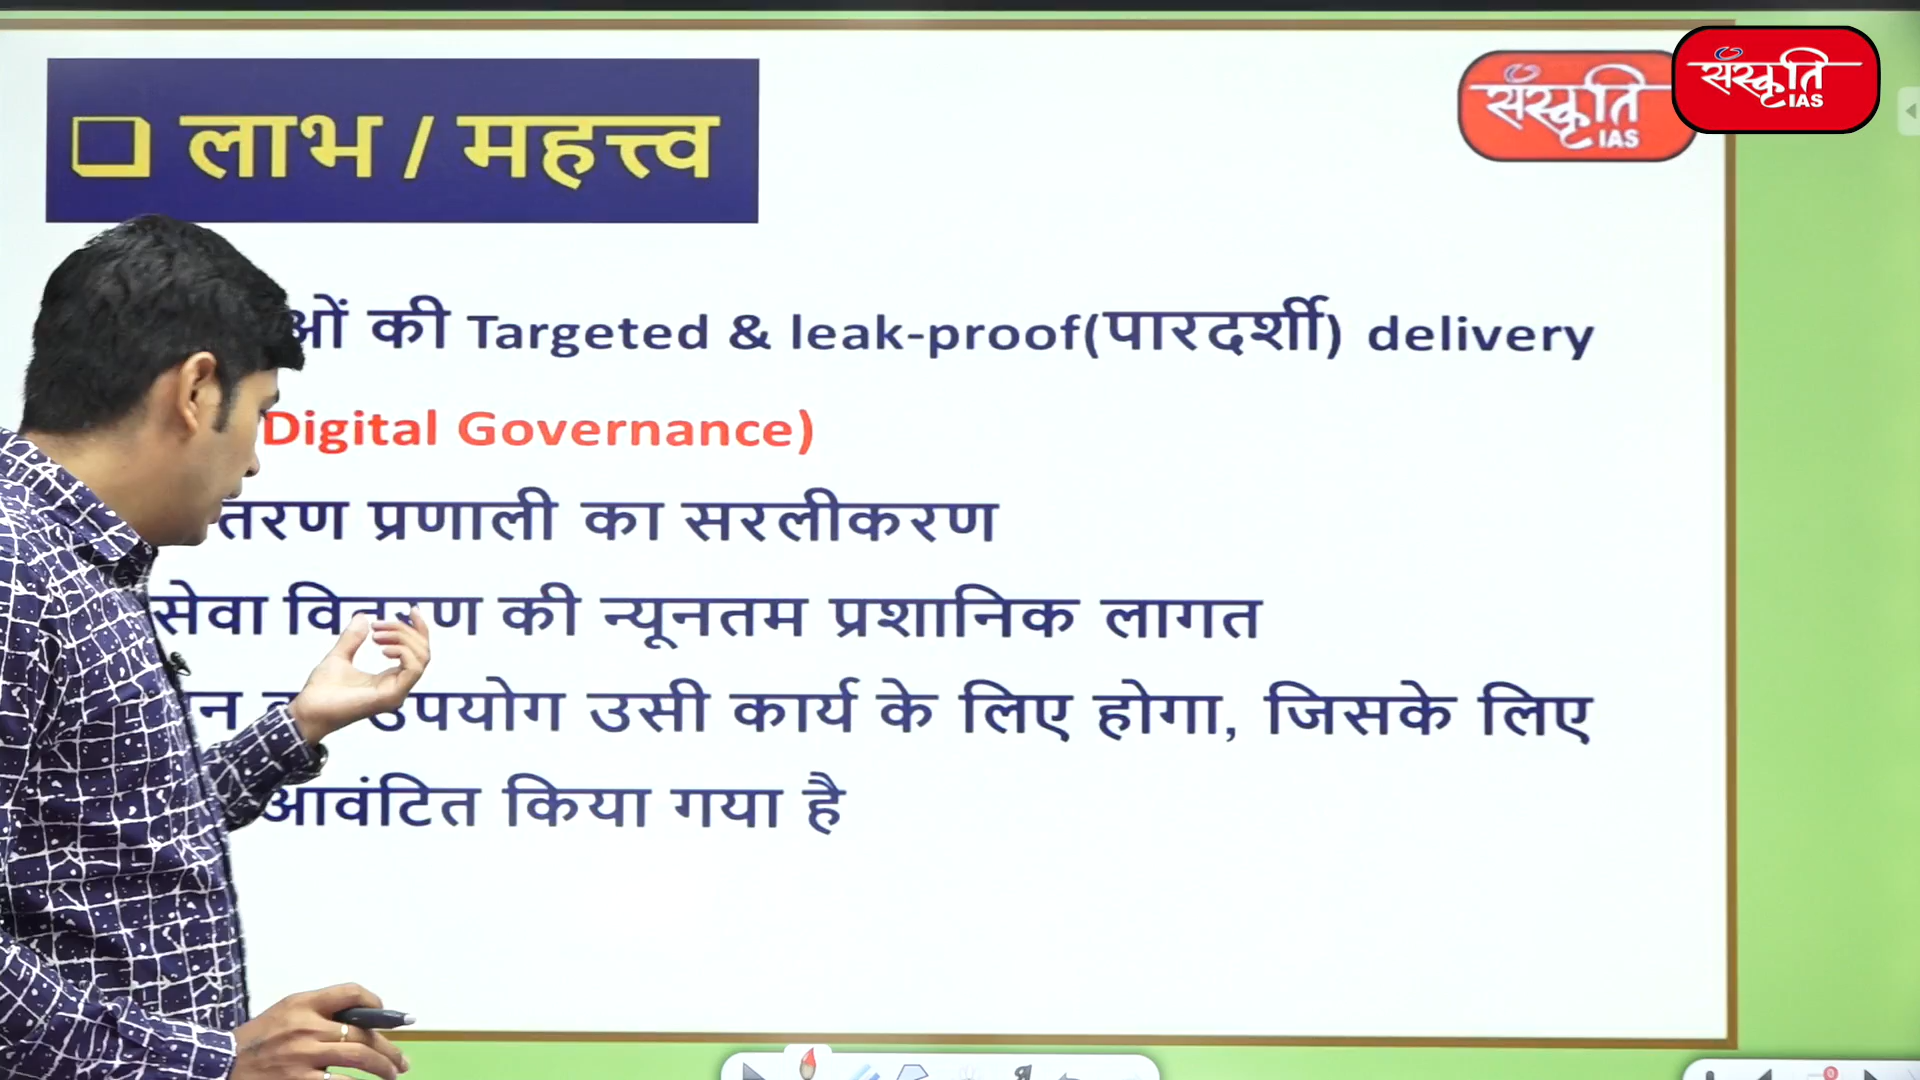 लाभ / महत्त्व
संस्कृति
IAS
संस्कृति
IAS
की Targeted & leak-proof(पारदर्शी) delivery
Digital Governance)
प्रणाली का सरलीकरण
सेवा वितरण की न्यूनतम प्रशानिक लागत
उपयोग उसी कार्य के लिए होगा, जिसके लिए
आवंटित किया गया है